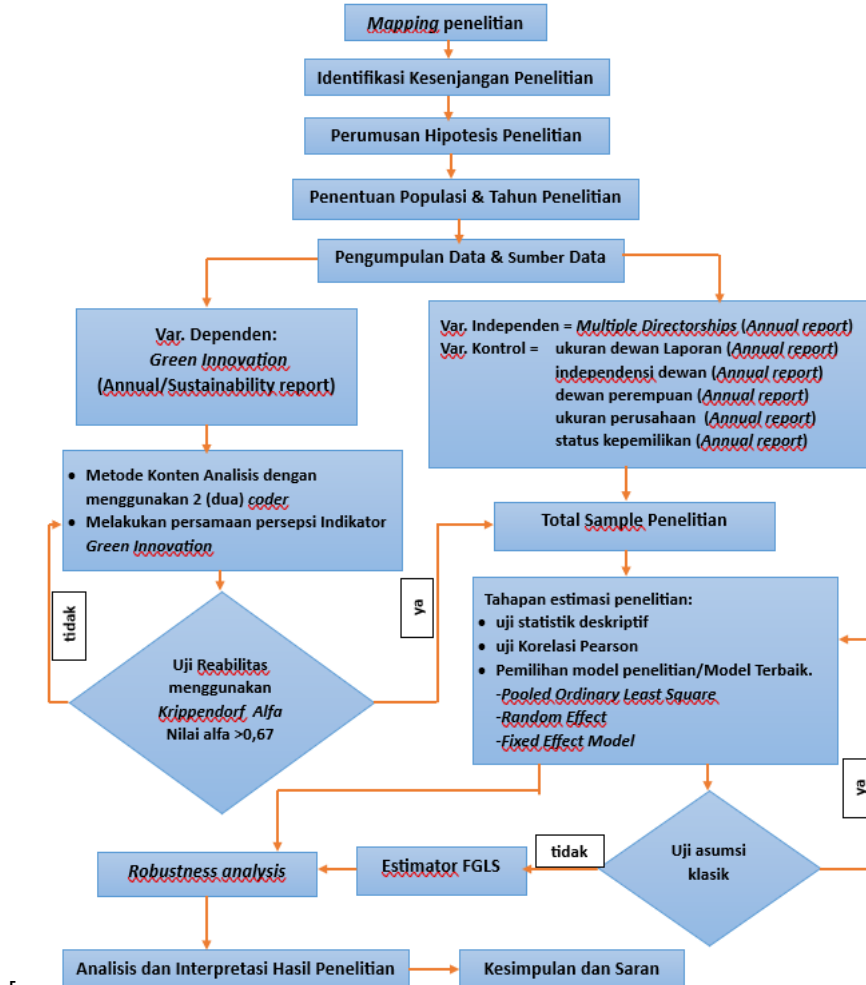 Mapping penelitian
Identifikasi Kesenjangan Penelitian
Perumusan Hipotesis Penelitian
Penentuan Populasi & Tahun Penelitian
Pengumpulan Data & Sumber Data
Var. Dependen:
Green Innovation
(Annual/Sustainability report)
Var. Independen = Multiple Directorships (Annual report)
Var. Kontrol = ukuran dewan Laporan (Annual report)
independensi dewan (Annual report)
dewan perempuan (Annual report)
ukuran perusahaan (Annual report)
status kepemilikan (Annual report)
• Metode Konten Analisis dengan
menggunakan 2 (dua) coder
• Melakukan persamaan persepsi Indikator
Green Innovation
Total Sample Penelitian
tidak
ya
Uji Reabilitas
menggunakan
Krippendorf Alfa
Nilai alfa >0,67
Tahapan estimasi penelitian:
• uji statistik deskriptif
• uji Korelasi Pearson
• Pemilihan model penelitian/Model Terbaik.
-Pooled Ordinary Least Square
-Random Effect
-Fixed Effect Model
ya
Robustness analysis
Estimator FGLS
tidak
Uji asumsi
klasik
Analisis dan Interpretasi Hasil Penelitian
Kesimpulan dan Saran